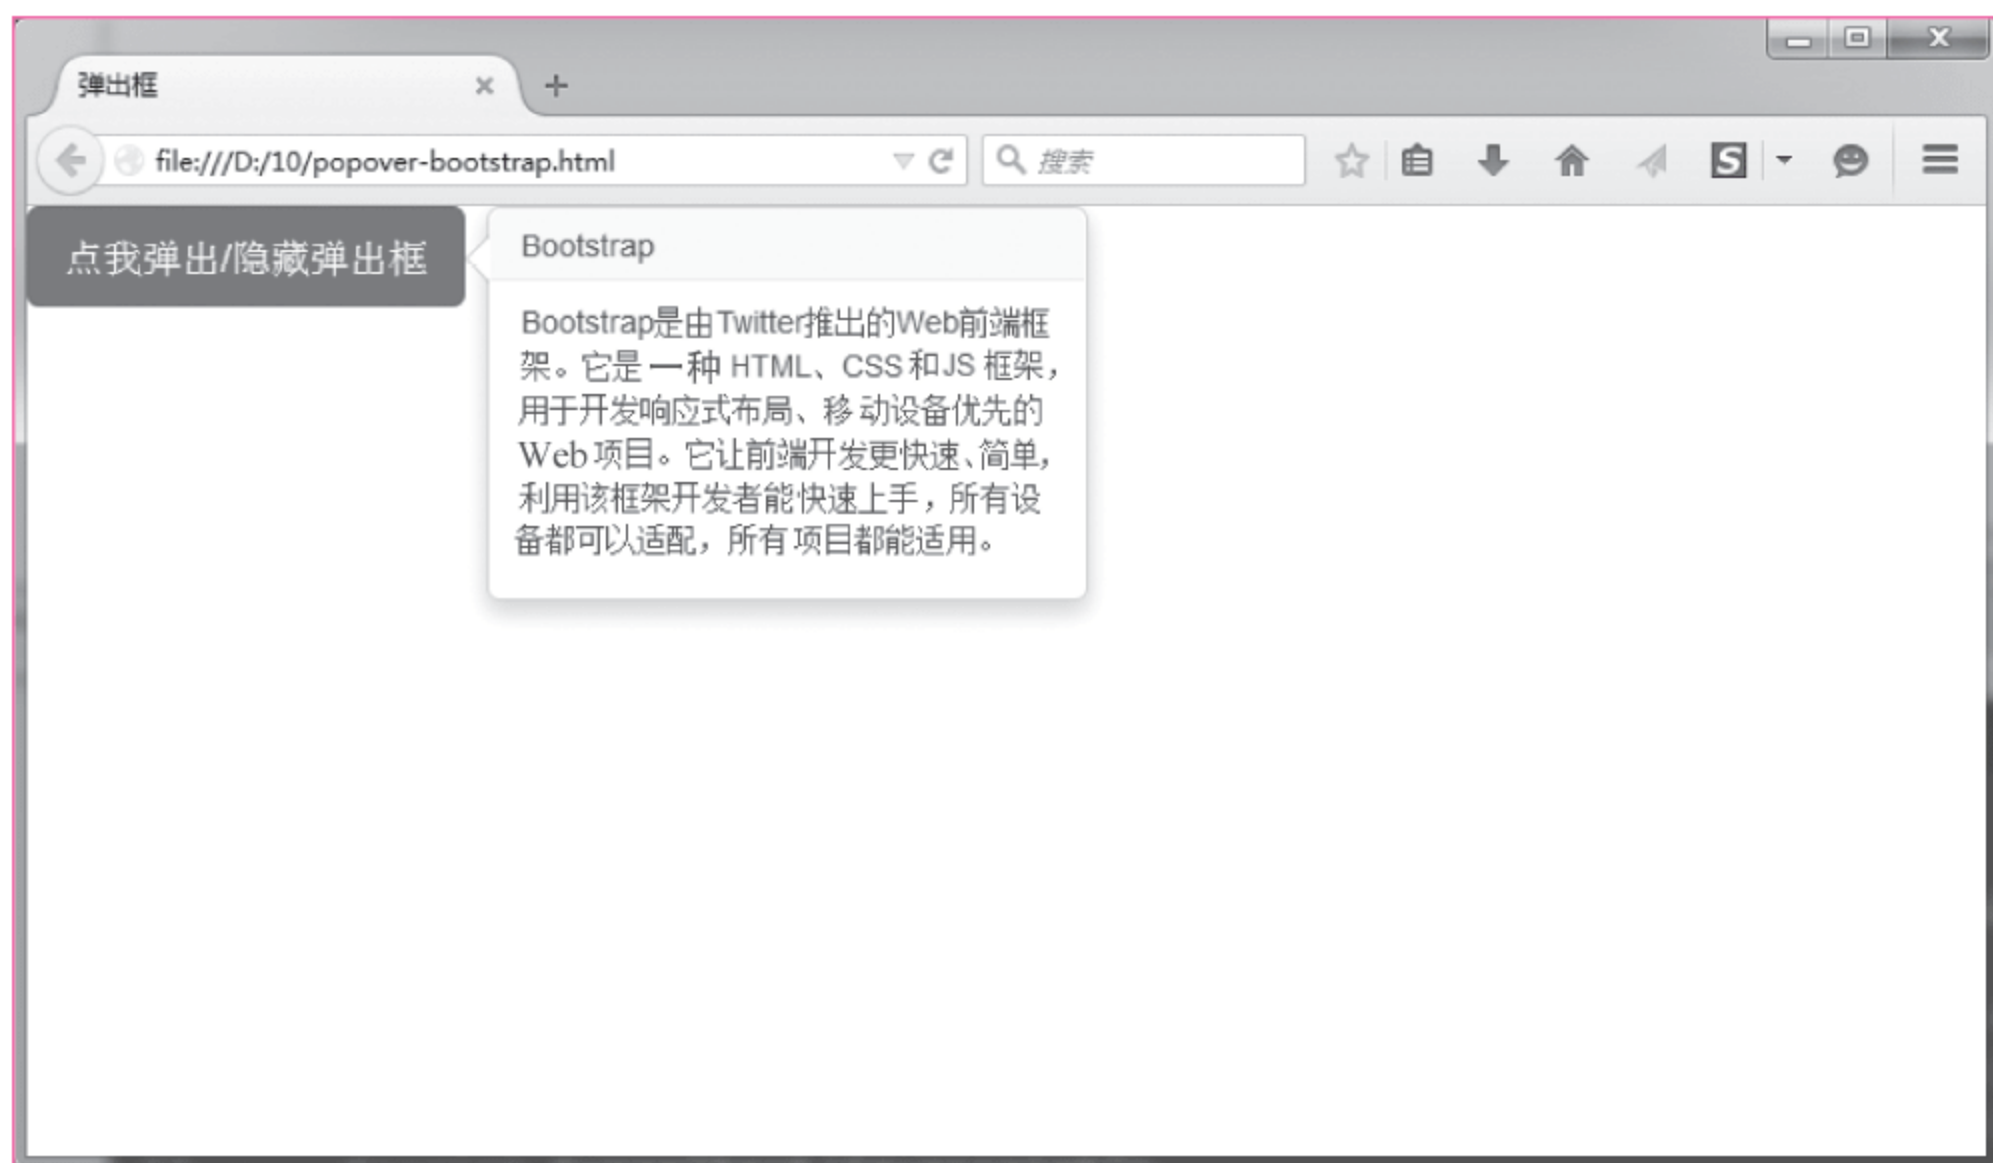 弹出框
file:///D:/10/popover-bootstrap.html
搜索
点我弹出/隐藏弹出框
Bootstrap
Bootstrap是由Twitter推出的Web前端框
架。它是一种 HTML、CSS和JS 框架，
用于开发响应式布局、移动设备优先的
Web项目。它让前端开发更快速、简单，
利用该框架开发者能快速上手，所有设
备都可以适配，所有项目都能适用。